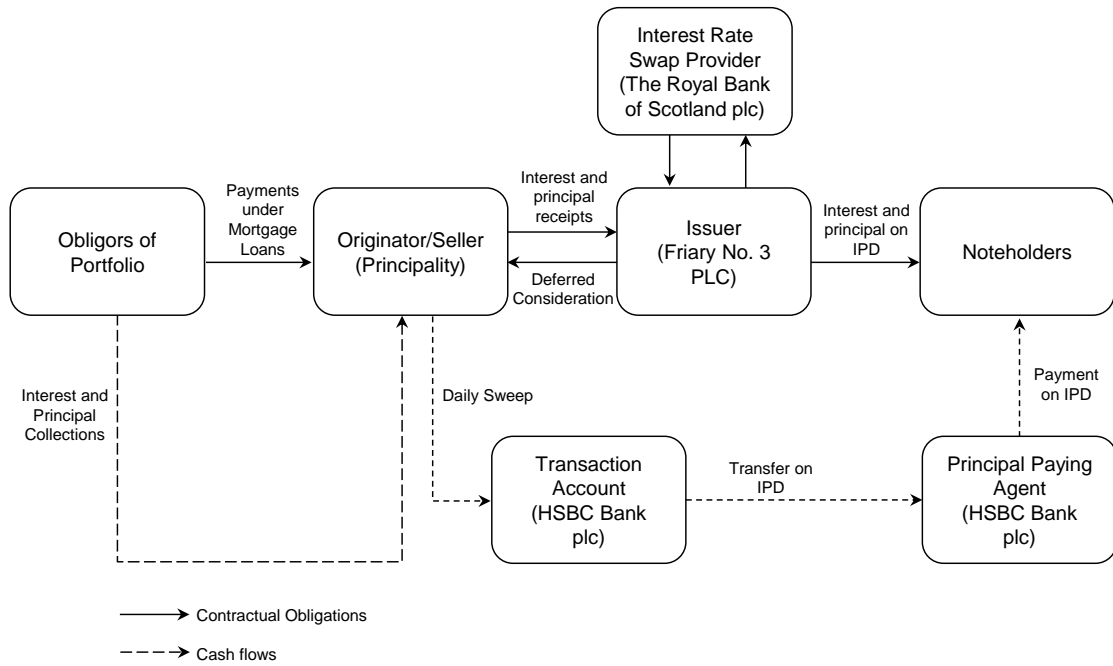 Interest Rate
Swap Provider
(The Royal Bank
of Scotland plc)
Payments
under
Mortgage
Loans
Interest and
principal
receipts
Interest and
principal on
IPD
Obligors of
Portfolio
Originator/Seller
(Principality)
Issuer
(Friary No. 3
PLC)
Noteholders
Deferred
Consideration
Interest and
Principal
Collections
Daily Sweep
Payment
on IPD
Transaction
Account
(HSBC Bank
plc)
Transfer on
IPD
Principal Paying
Agent
(HSBC Bank
plc)
Contractual Obligations
Cash flows